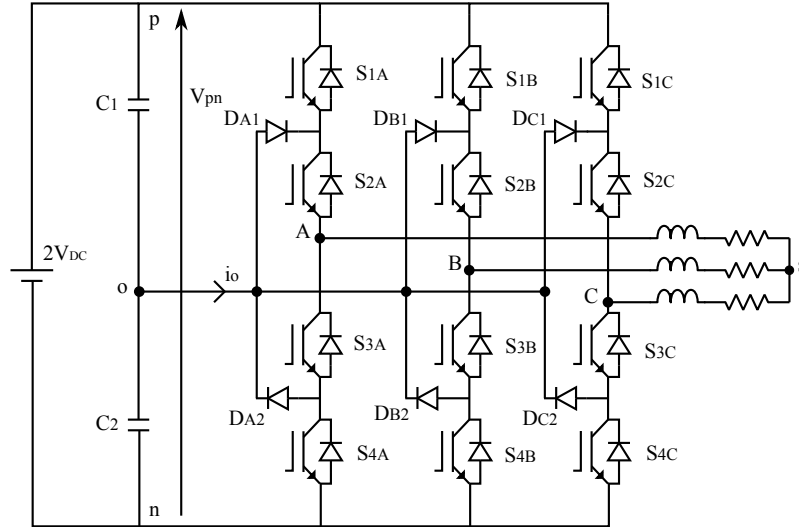 p
S1A
S1B
S1C
C1
Vpn
DA1
DB1
DC1
S2A
S2B
S2C
A
2VDC
B
s
o
io
C
S3A
S3B
S3C
C2
DA2
DB2
DC2
S4A
S4B
S4C
n